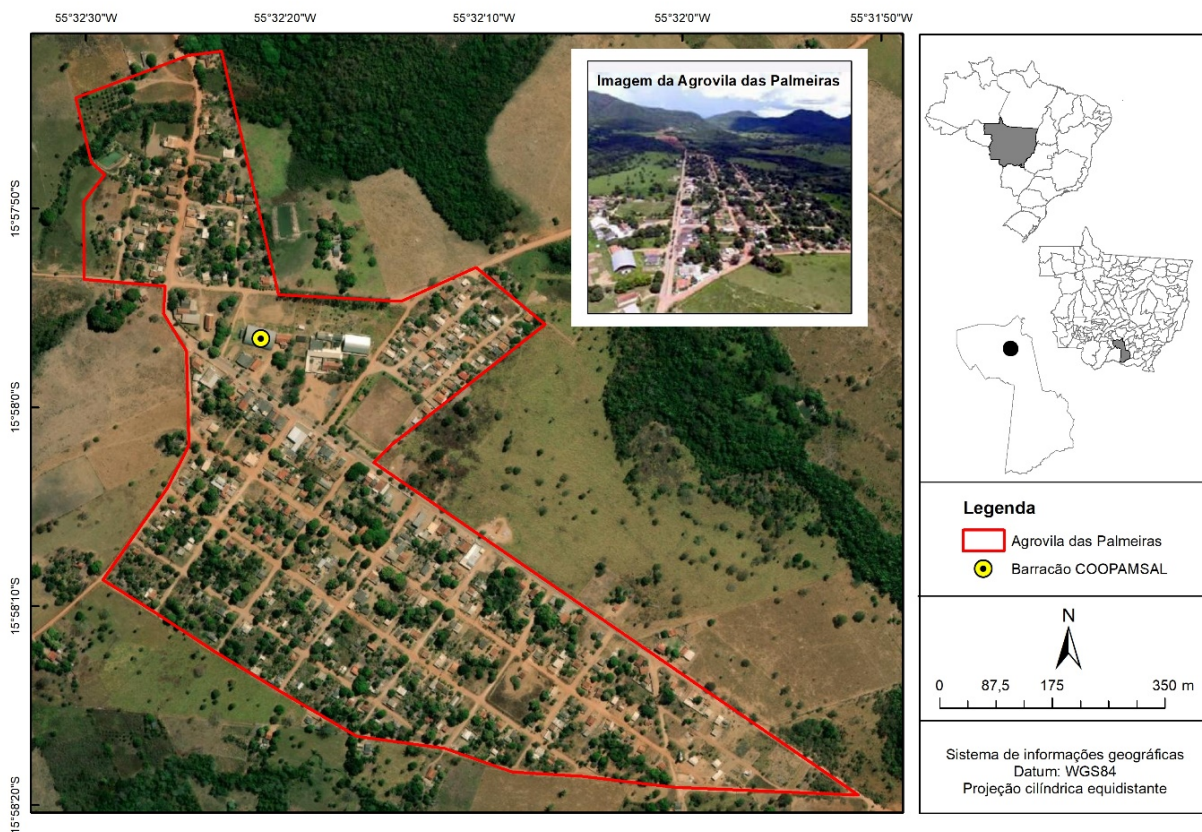 55°32'30"W
55°32'20"W
55°32'10"W
55°32'0"W
55°31'50"W
15°57'50"S
15°58'0"S
15°58'10"S
15°58'20"S
Imagem da Agrovila das Palmeiras
Legenda
Agrovila das Palmeiras
Barracão COOPAMSAL
N
0 87,5 175 350 m
Sistema de informações geográficas
Datum: WGS84
Projeção cilíndrica equidistante